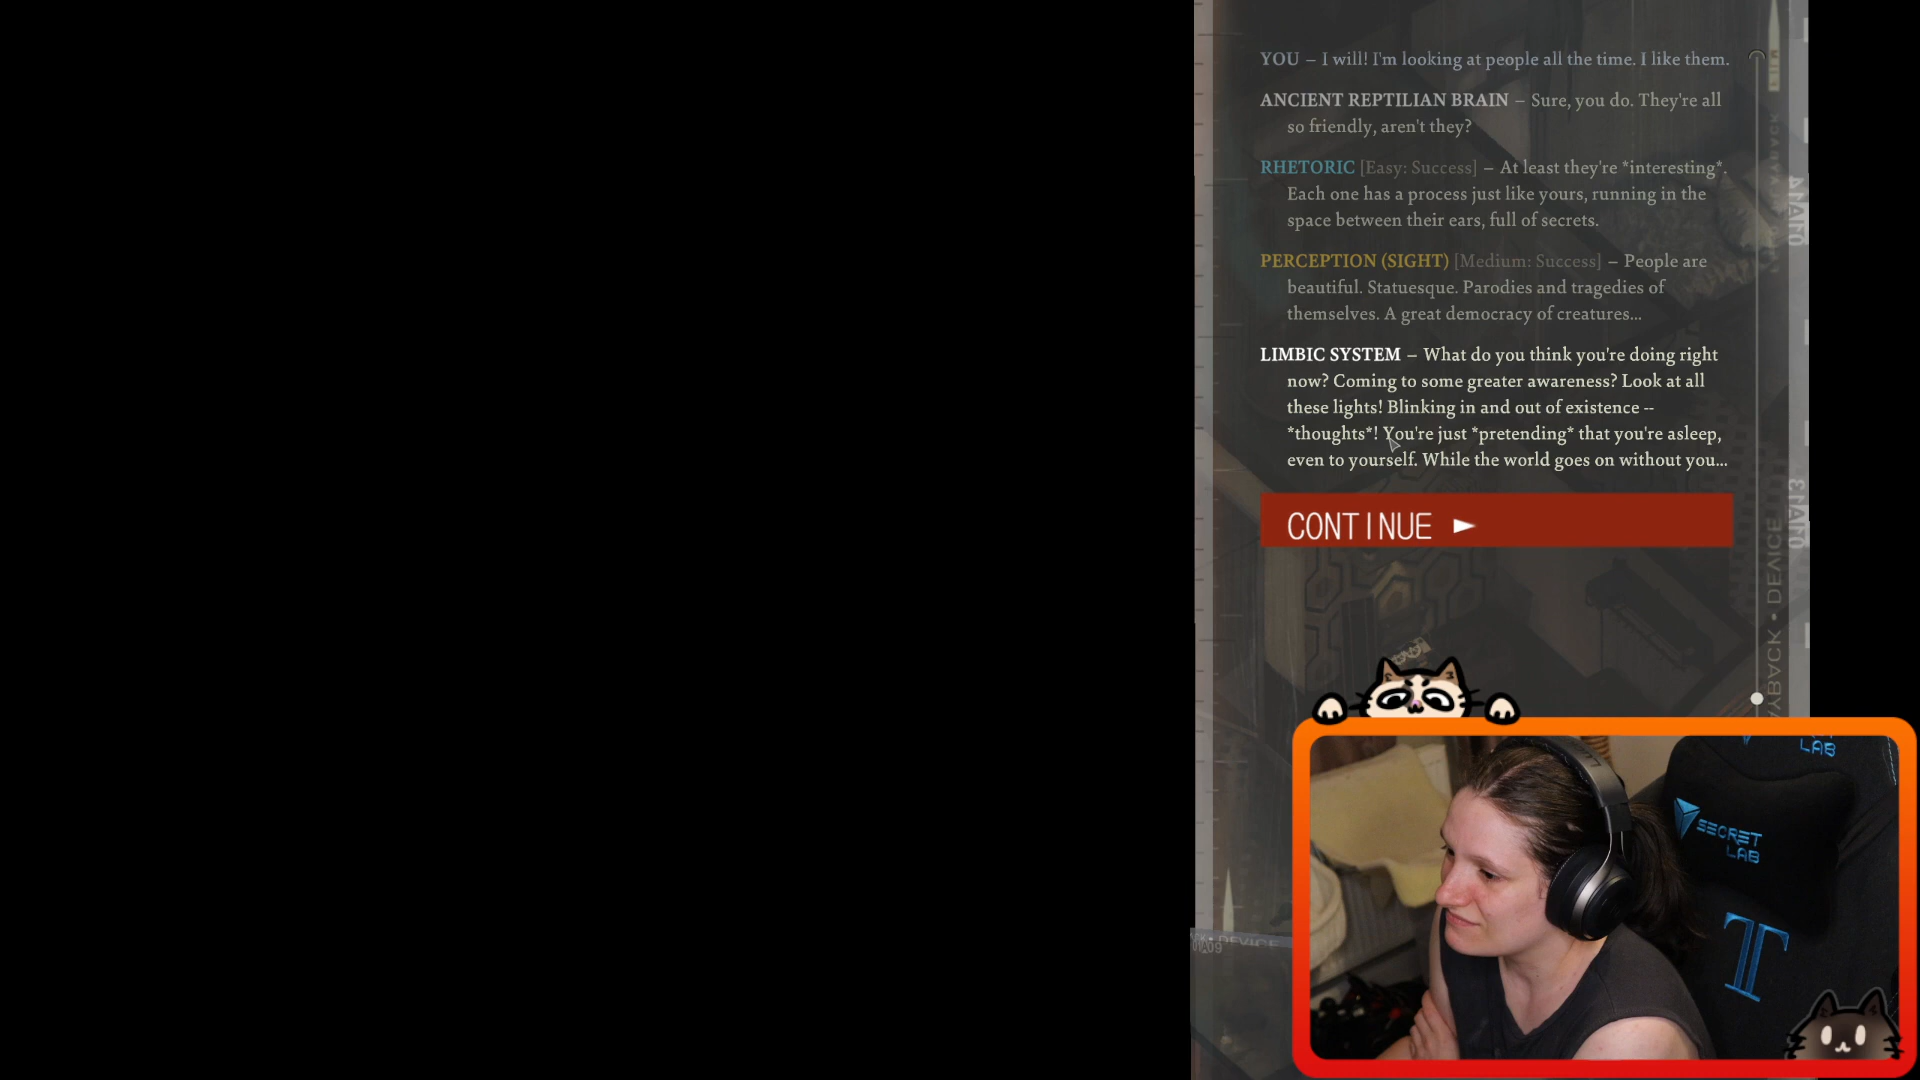 YOU – I will! I'm looking at people all the time. I like them.
ANCIENT REPTILIAN BRAIN – Sure, you do. They're all
so friendly, aren't they?
RHETORIC [Easy: Success] – At least they're *interesting*.
Each one has a process just like yours, running in the
space between their ears, full of secrets.
PERCEPTION (SIGHT) [Medium: Success] – People are
beautiful. Statuesque. Parodies and tragedies of
themselves. A great democracy of creatures...
LIMBIC SYSTEM – What do you think you're doing right
now? Coming to some greater awareness? Look at all
these lights! Blinking in and out of existence --
*thoughts*! You're just *pretending* that you're asleep,
even to yourself. While the world goes on without you...
CONTINUE
DEVICE
LAB
SECRET
LAB
T